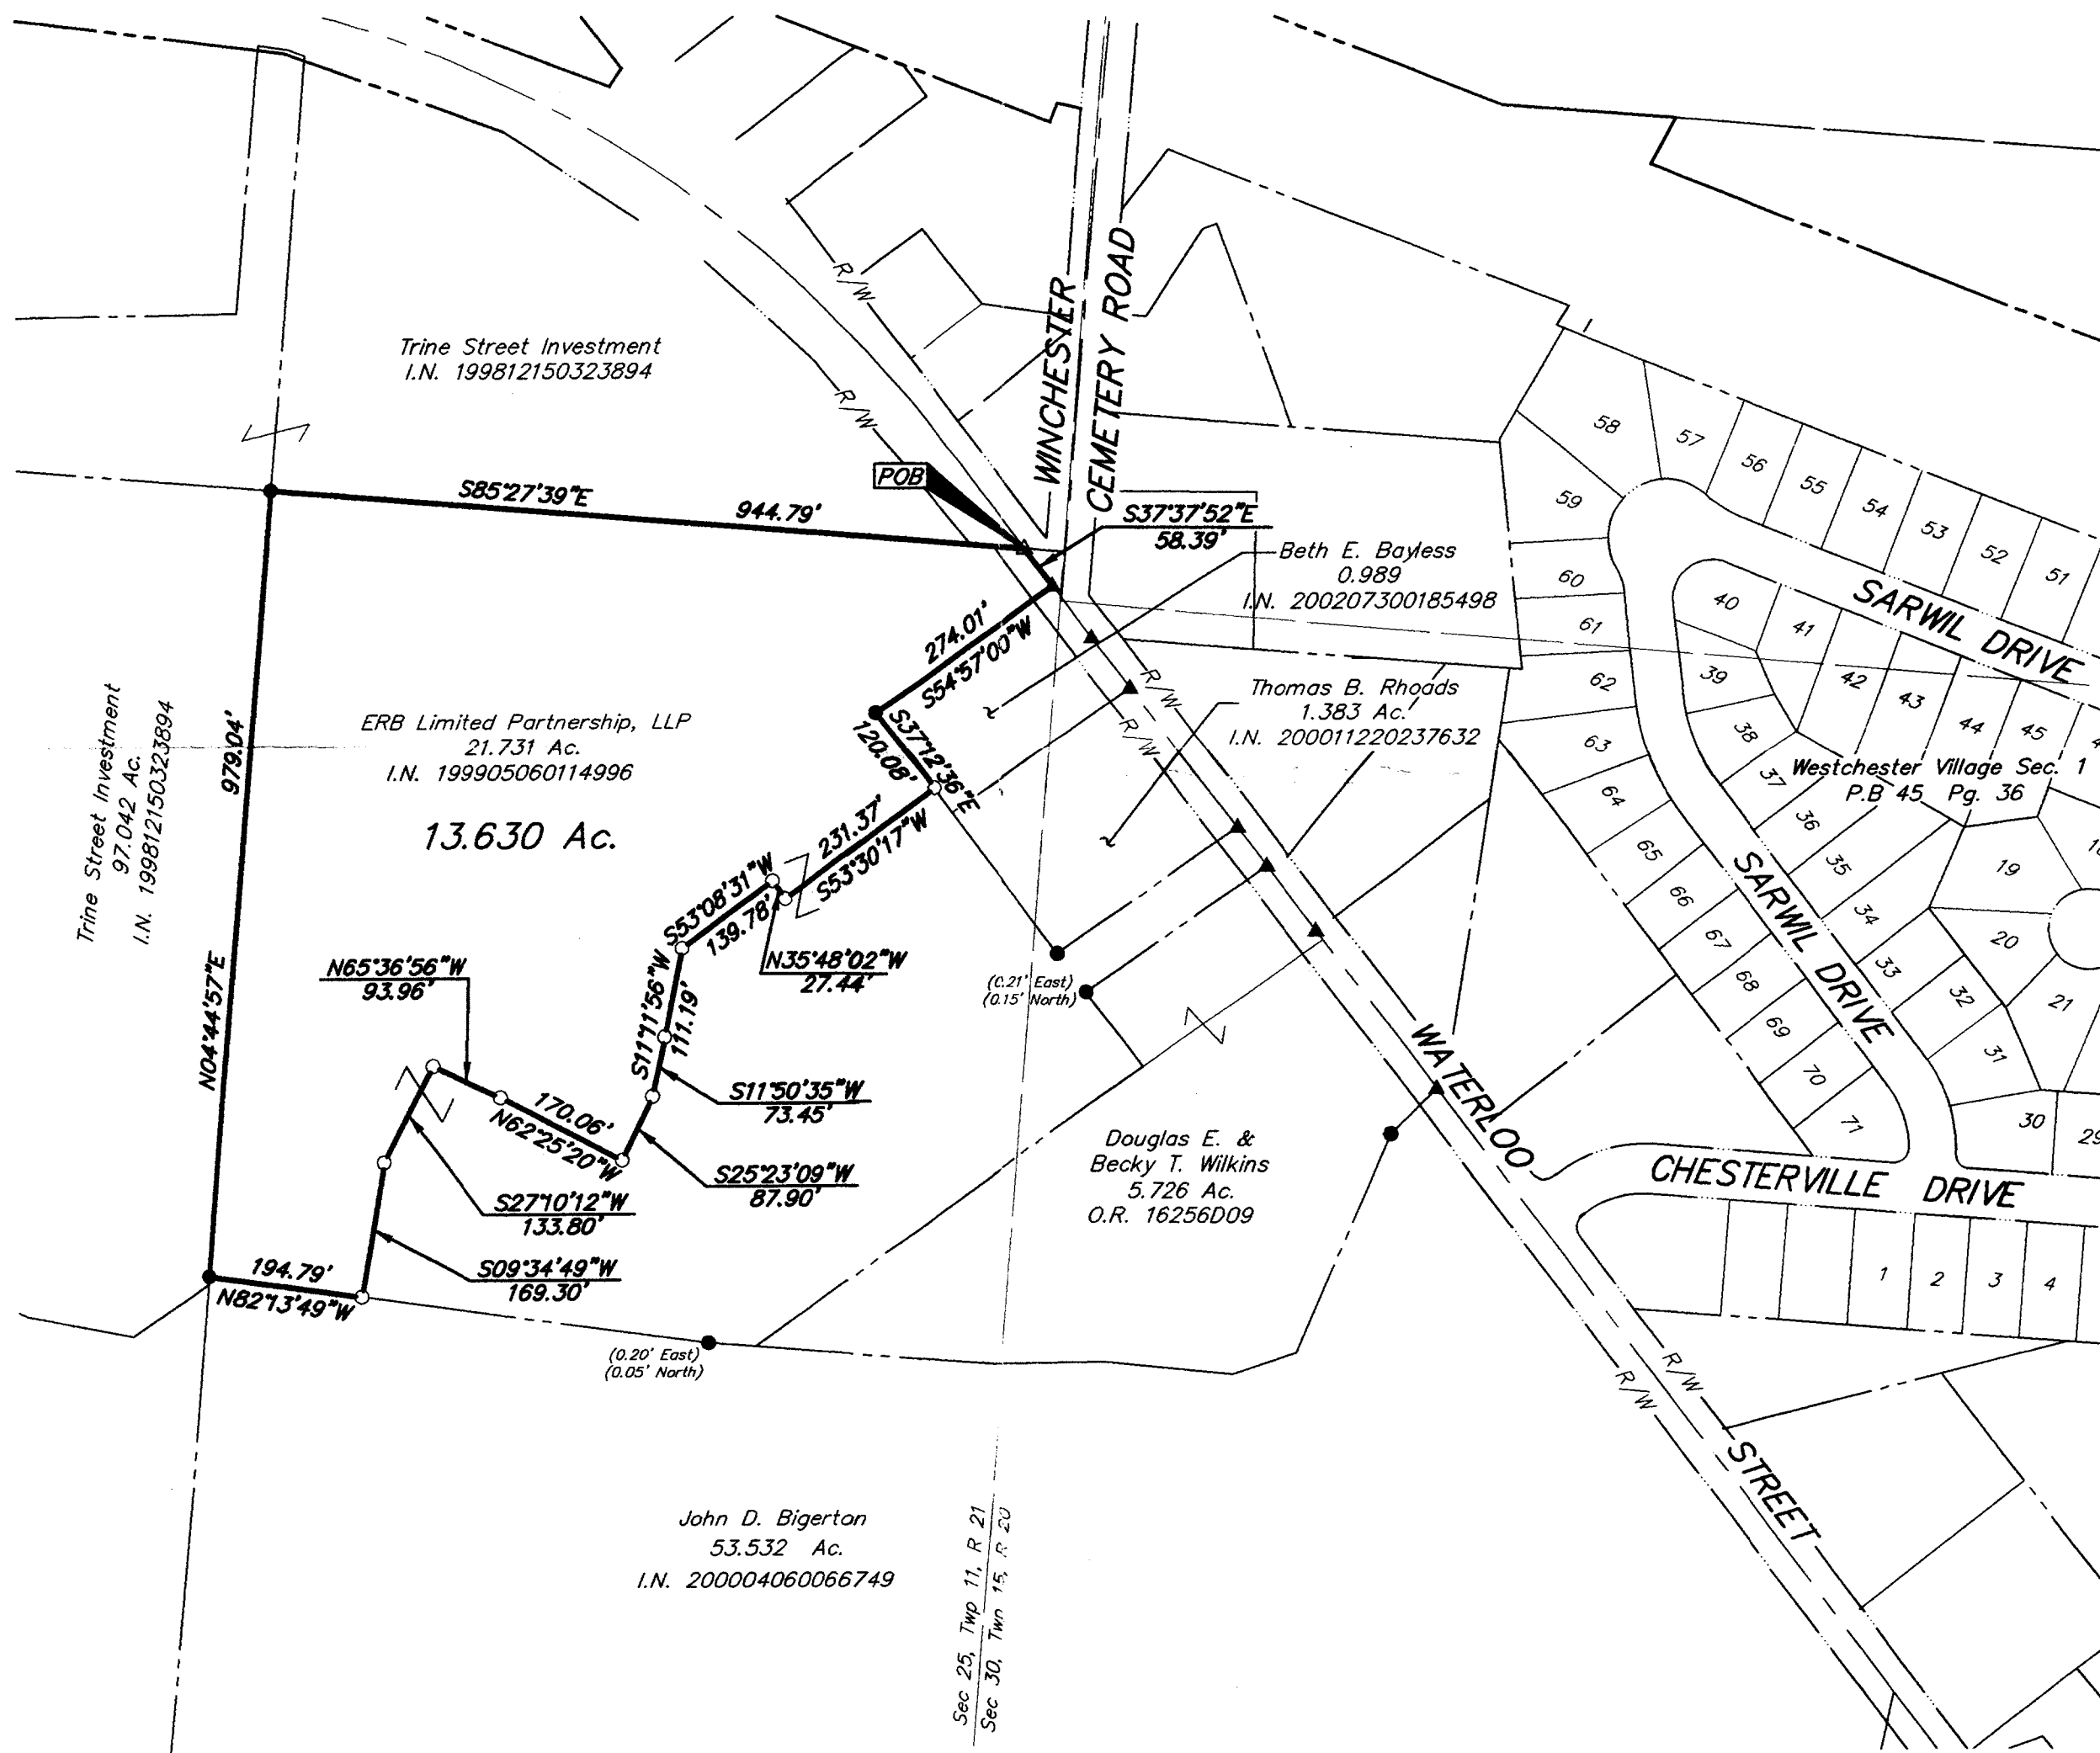 Trine Street Investment
I.N. 199812150323894
WINCHESTER
CEMETERY ROAD
R/W
R/W
POB
S85°27'39"E
944.79'
S37°37'52"E
58.39'
Beth E. Bayless
0.989
I.N. 200207300185498
274.01'
S54°57'00"W
Thomas B. Rhoads
1.383 Ac.
I.N. 200011220237632
R/W
R/W
S37°12'36"E
120.08'
ERB Limited Partnership, LLP
21.731 Ac.
I.N. 199905060114996
13.630 Ac.
Trine Street Investment
97.042 Ac.
I.N. 199812150323894
979.04'
N04°44'57"E
231.37'
S53°30'17"W
S53°08'31"W
139.78'
N35°48'02"W
27.44'
N65°36'56"W
93.96'
S11°11'56"W
111.19'
S11°50'35"W
73.45'
170.06'
N62°25'20"W
S25°23'09"W
87.90'
S27°10'12"W
133.80'
S09°34'49"W
169.30'
194.79'
N82°13'49"W
(0.21' East)
(0.15' North)
(0.20' East)
(0.05' North)
Douglas E. &
Becky T. Wilkins
5.726 Ac.
O.R. 16256D09
John D. Bigerton
53.532 Ac.
I.N. 200004060066749
Sec 25, Twp 11, R 21
Sec 30, Twn 15, R 20
WATERLOO
STREET
R/W
R/W
SARWIL DRIVE
SARWIL DRIVE
CHESTERVILLE DRIVE
Westchester Village Sec. 1
P.B 45 Pg. 36
58
57
56
55
54
53
52
51
59
60
61
62
63
64
65
66
67
68
69
70
71
40
41
42
43
44
45
39
38
37
36
35
34
33
32
31
30
29
19
20
21
1
2
3
4